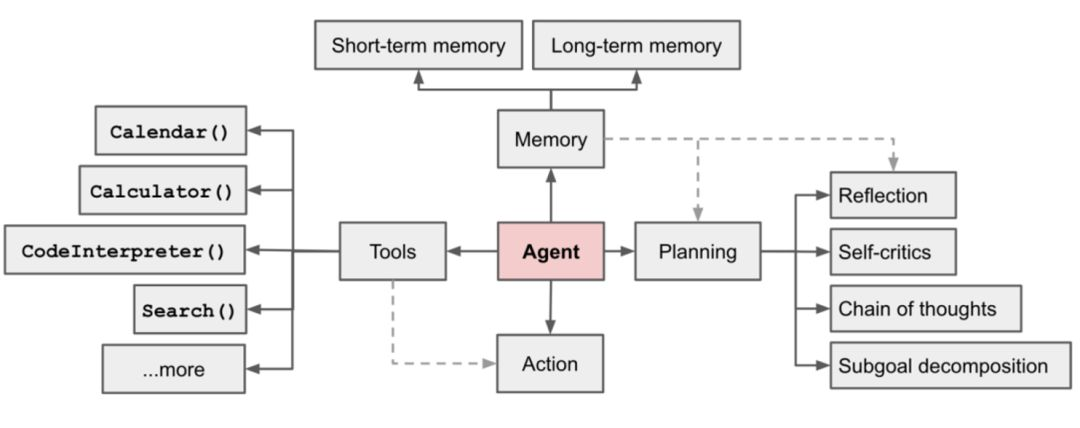 Short-term memory
Long-term memory
Calendar()
Memory
Calculator()
Reflection
CodeInterpreter()
Tools
Agent
Planning
Self-critics
Search()
Chain of thoughts
...more
Action
Subgoal decomposition